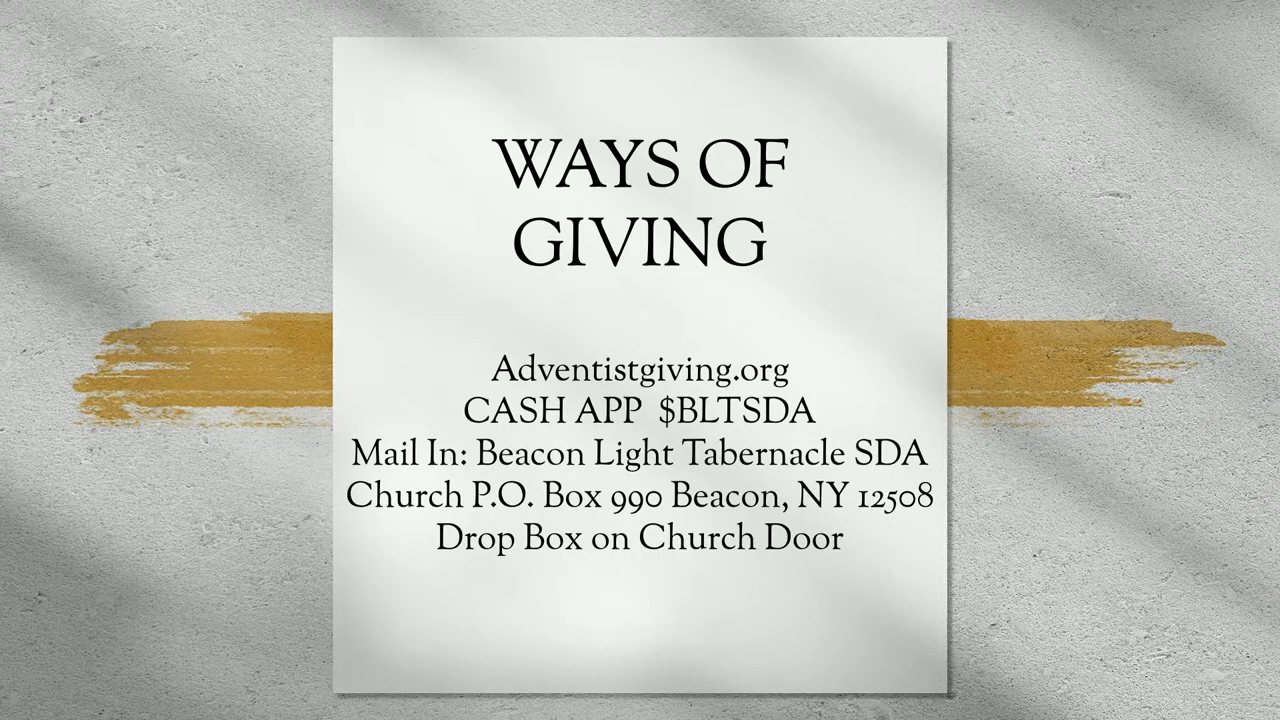 WAYS OF
GIVING
Adventistgiving.org
CASH APP  $BLTSDA
Mail In: Beacon Light Tabernacle SDA
Church P.O. Box 990 Beacon, NY 12508
Drop Box on Church Door